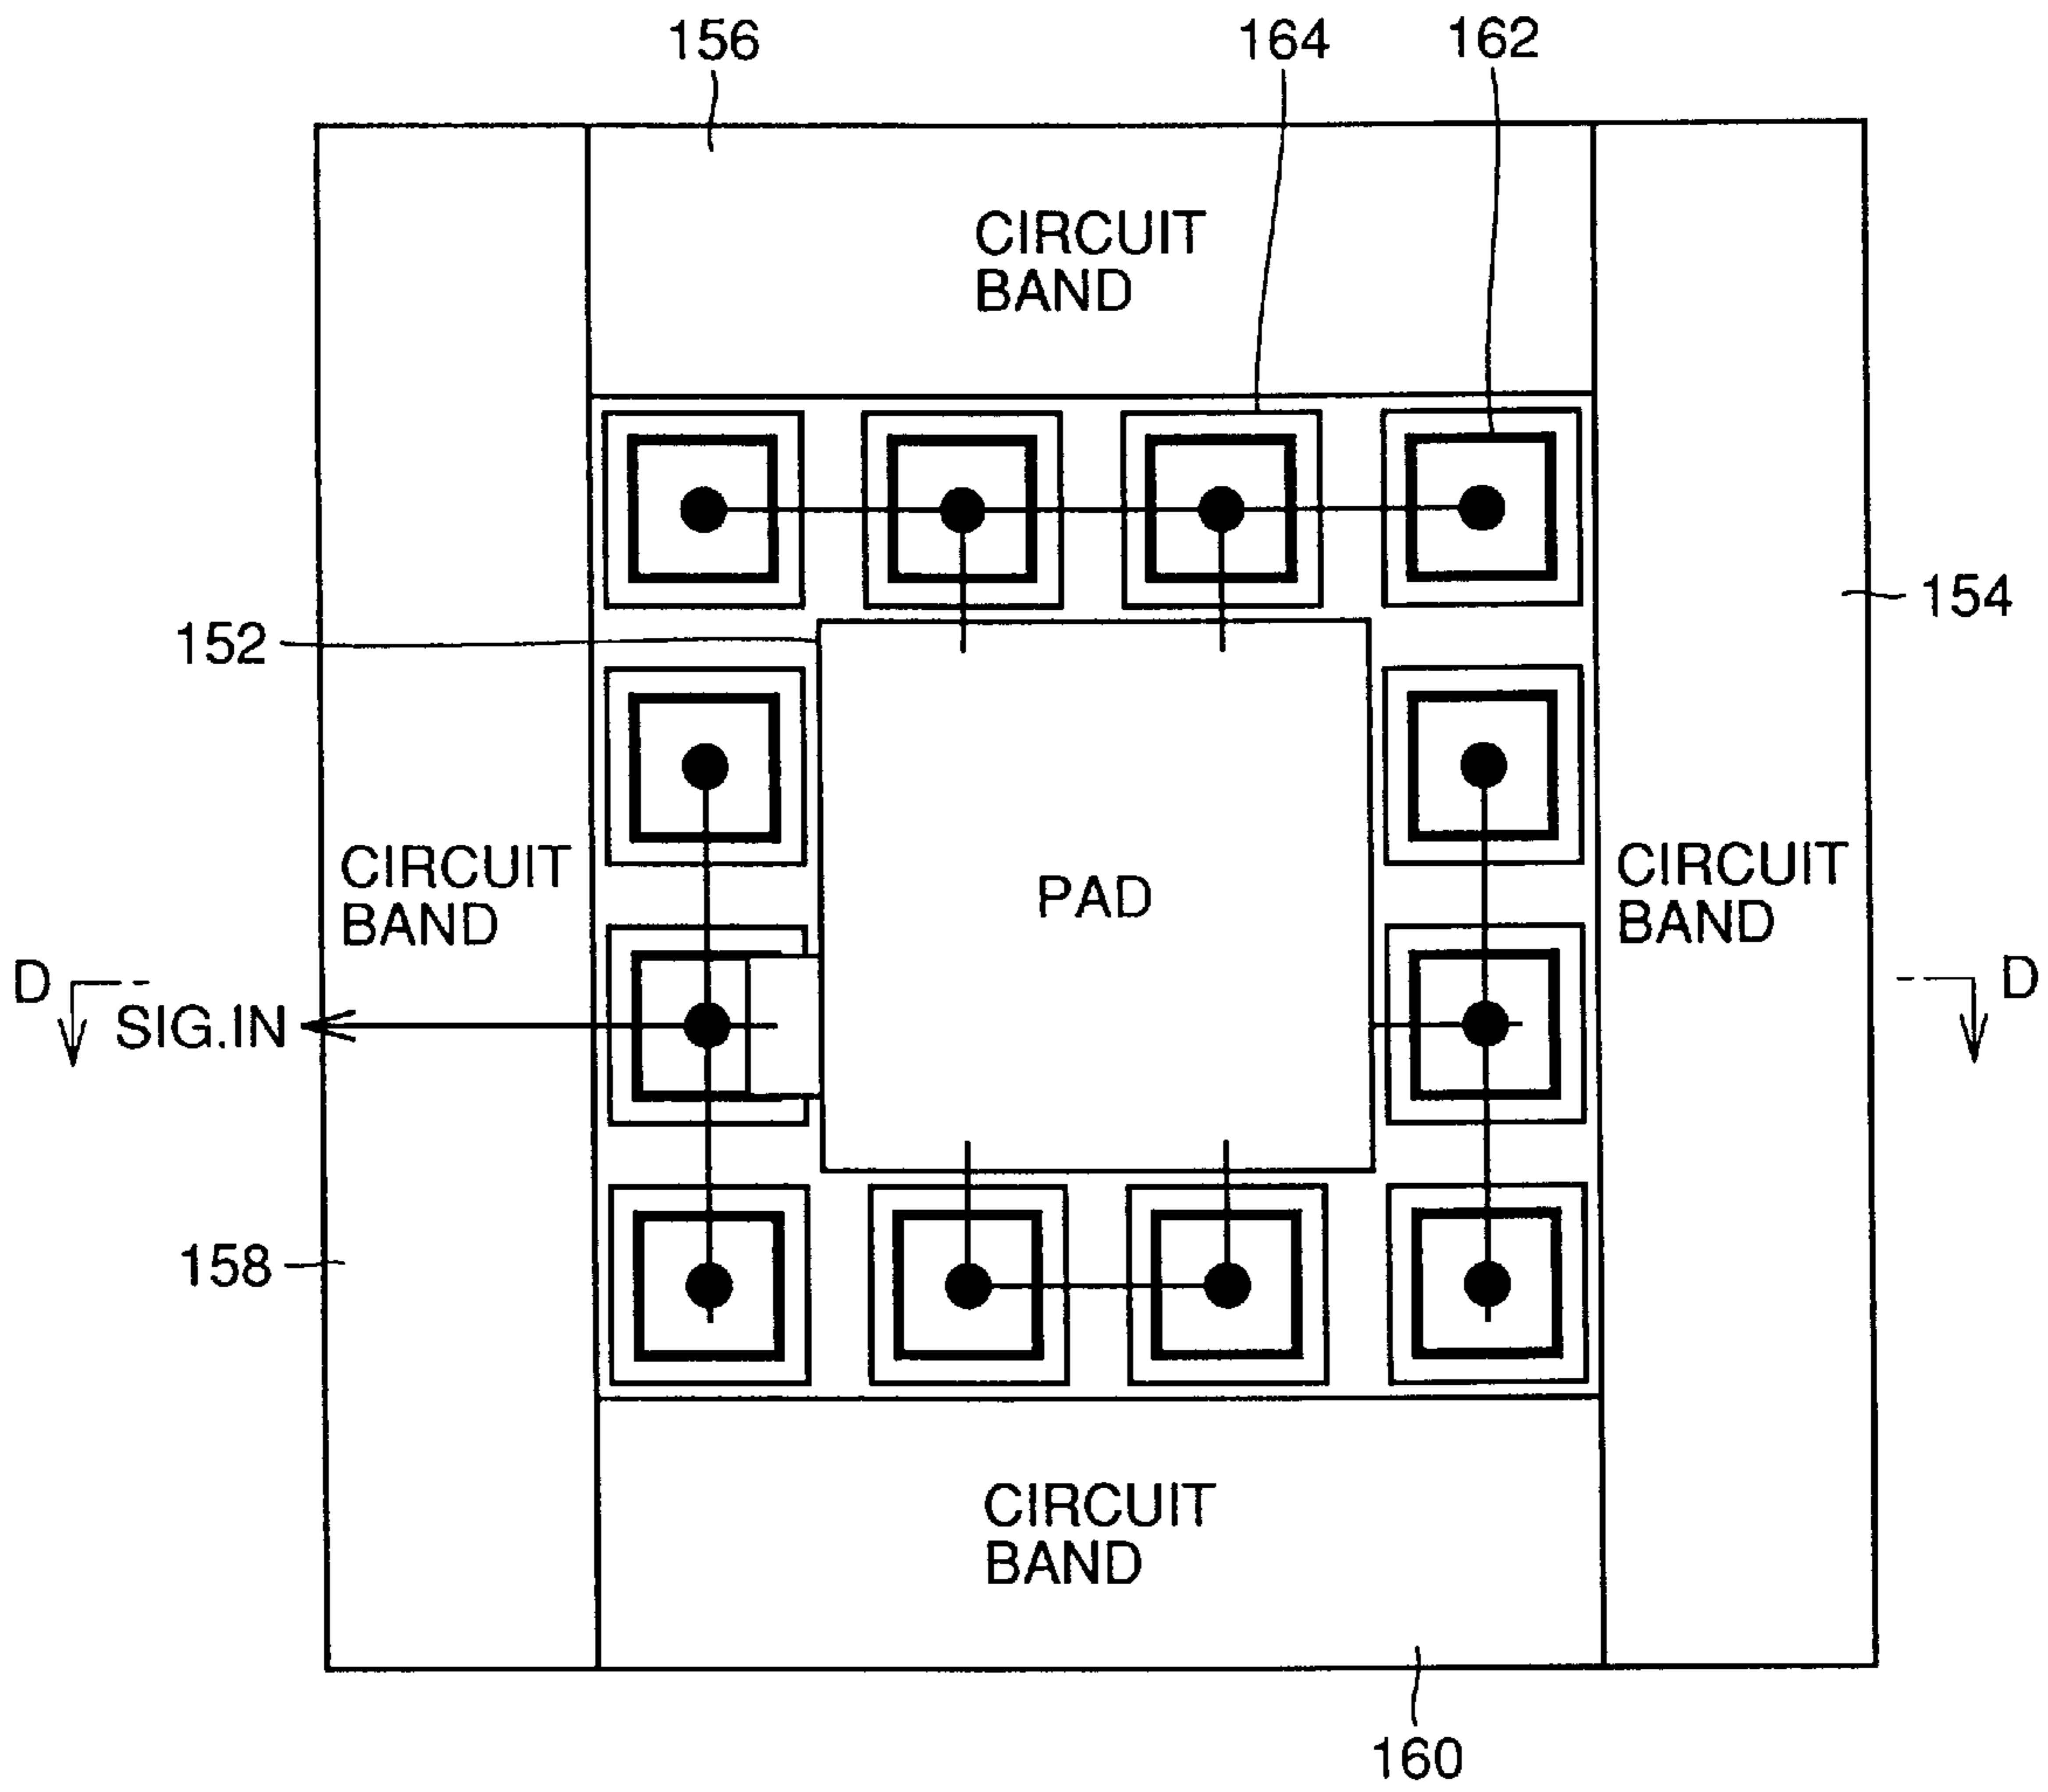 156
164
162
CIRCUIT
BAND
152
154
CIRCUIT
BAND
PAD
CIRCUIT
BAND
D
SIG.IN
D
158
CIRCUIT
BAND
160